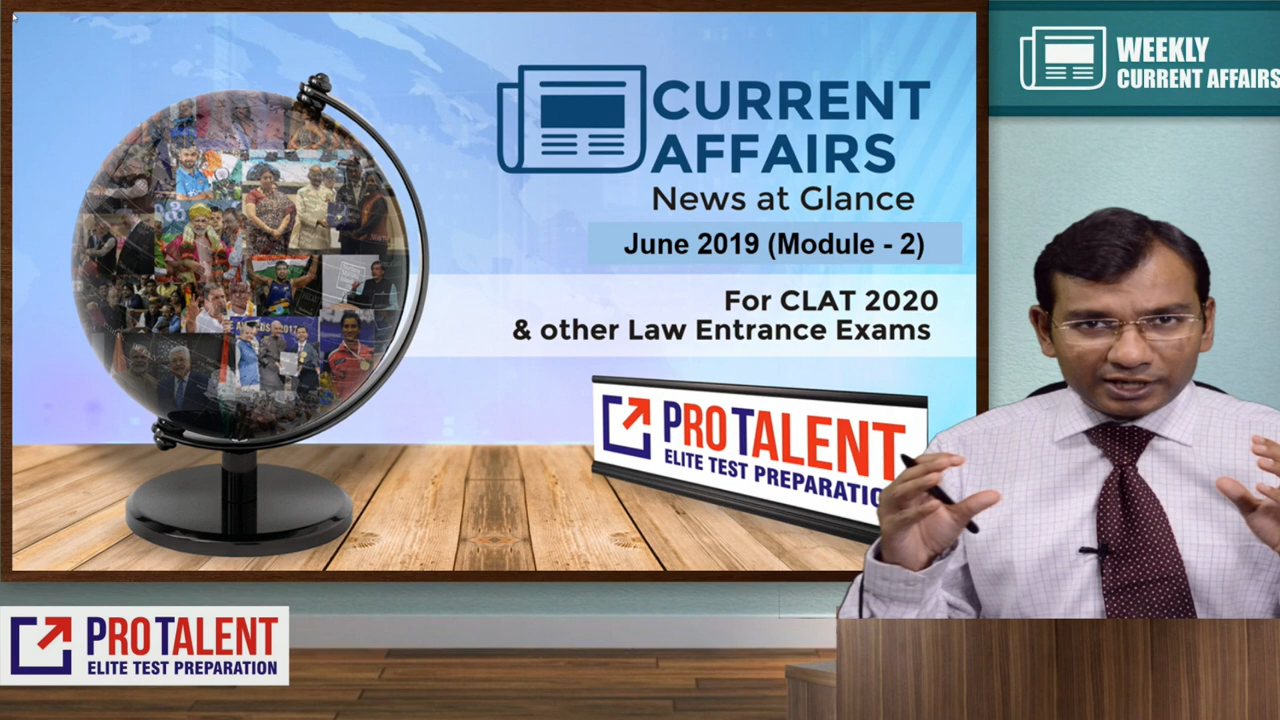 WEEKLY
CURRENT AFFAIRS
CURRENT
AFFAIRS
News at Glance
June 2019 (Module - 2)
For CLAT 2020
& other Law Entrance Exams
PROTALENT
ELITE TEST PREPARATIO
PROTALENT
ELITE TEST PREPARATION